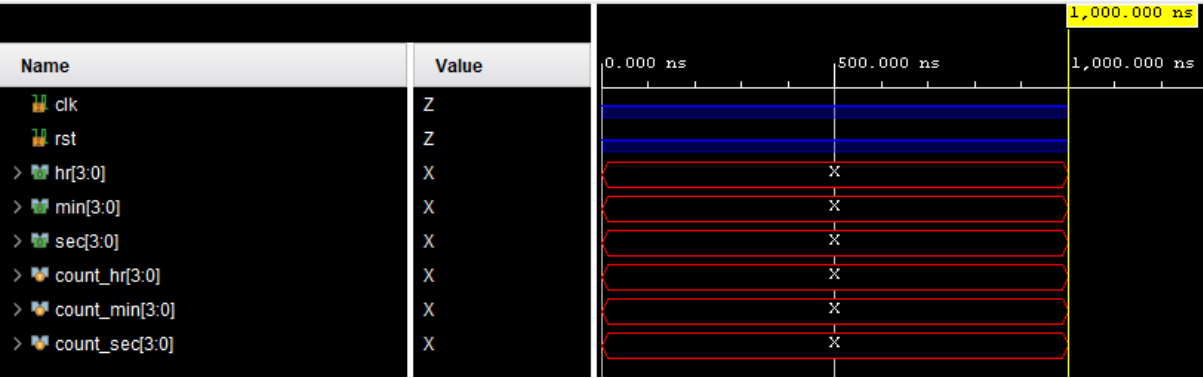 1,000.000 ns
Name Value 0.000 ns 500.000 ns 1,000.000 ns
clk Z
rst Z
hr[3:0] X X
min[3:0] X X
sec[3:0] X X
count_hr[3:0] X X
count_min[3:0] X X
count_sec[3:0] X X